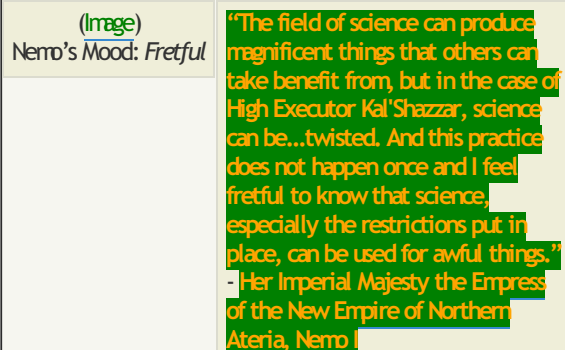 (Image)
Nemo’s Mood: Fretful
“The field of science can produce
magnificent things that others can
take benefit from, but in the case of
High Executor Kal'Shazzar, science
can be...twisted. And this practice
does not happen once and I feel
fretful to know that science,
especially the restrictions put in
place, can be used for awful things.”
- Her Imperial Majesty the Empress
of the New Empire of Northern
Ateria, Nemo I